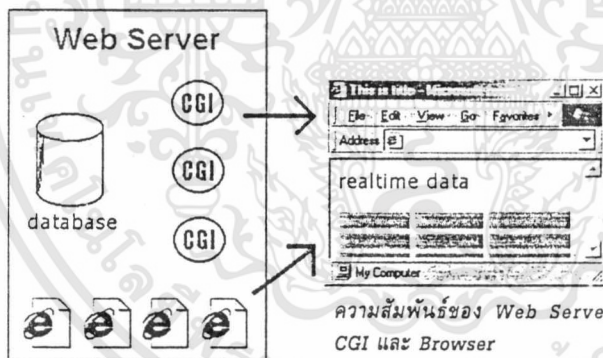 Web Server
CGI
CGI
CGI
database
This is title - Microsoft
File Edit View Go Favorites
Address
realtime data
My Computer
ความสัมพันธ์ของ Web Serve
CGI และ Browser